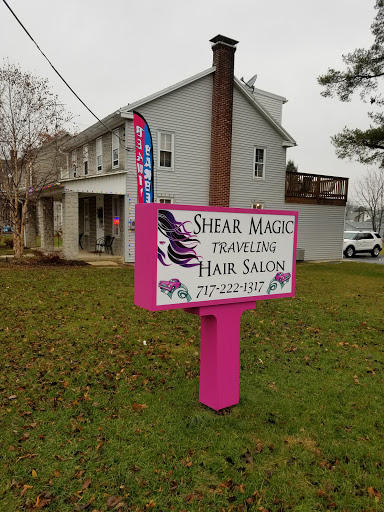 SHEAR MAGIC
TRAVELING
HAIR SALON
717-222-1317